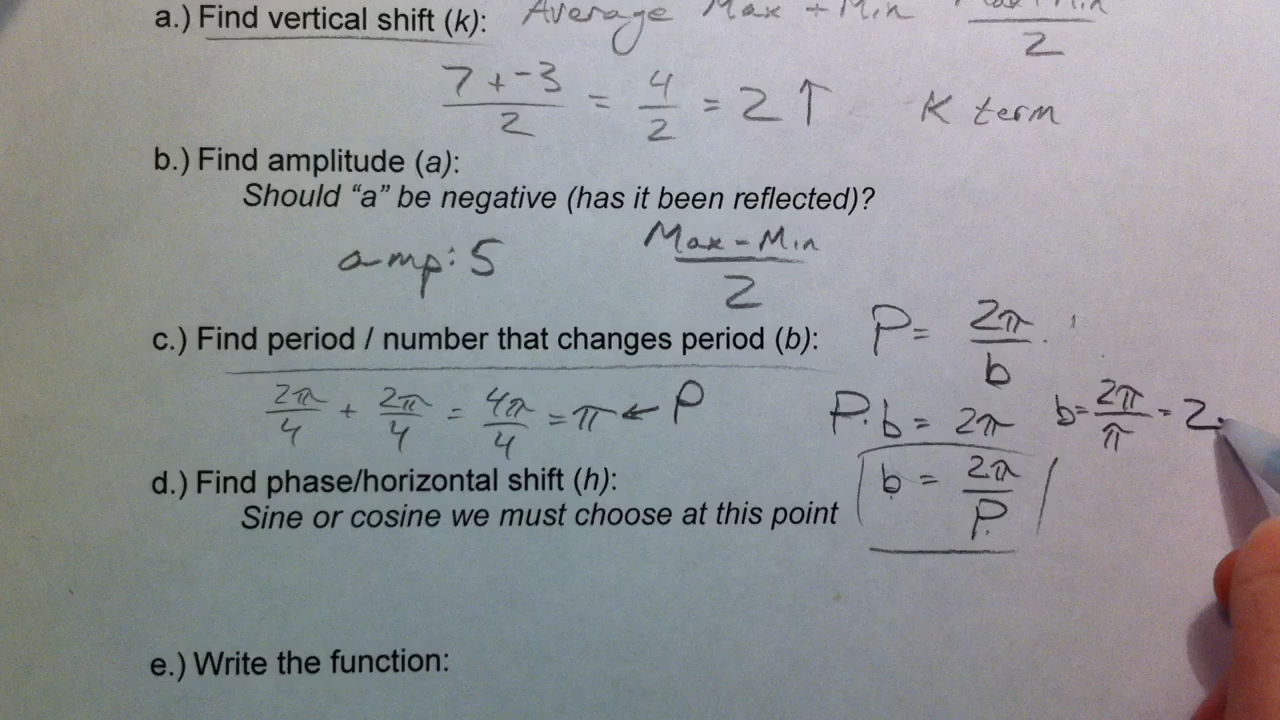 a.) Find vertical shift (k): Average Max + Min Max + Min / 2
7 + -3 / 2 = 4/2 = 2 ↑ K term
b.) Find amplitude (a):
Should “a” be negative (has it been reflected)?
amp: 5 Max - Min / 2
c.) Find period / number that changes period (b): P = 2π/b
2π/4 + 2π/4 = 4π/4 = π ← P P·b = 2π b = 2π/π = 2
d.) Find phase/horizontal shift (h): b = 2π/P
Sine or cosine we must choose at this point
e.) Write the function: